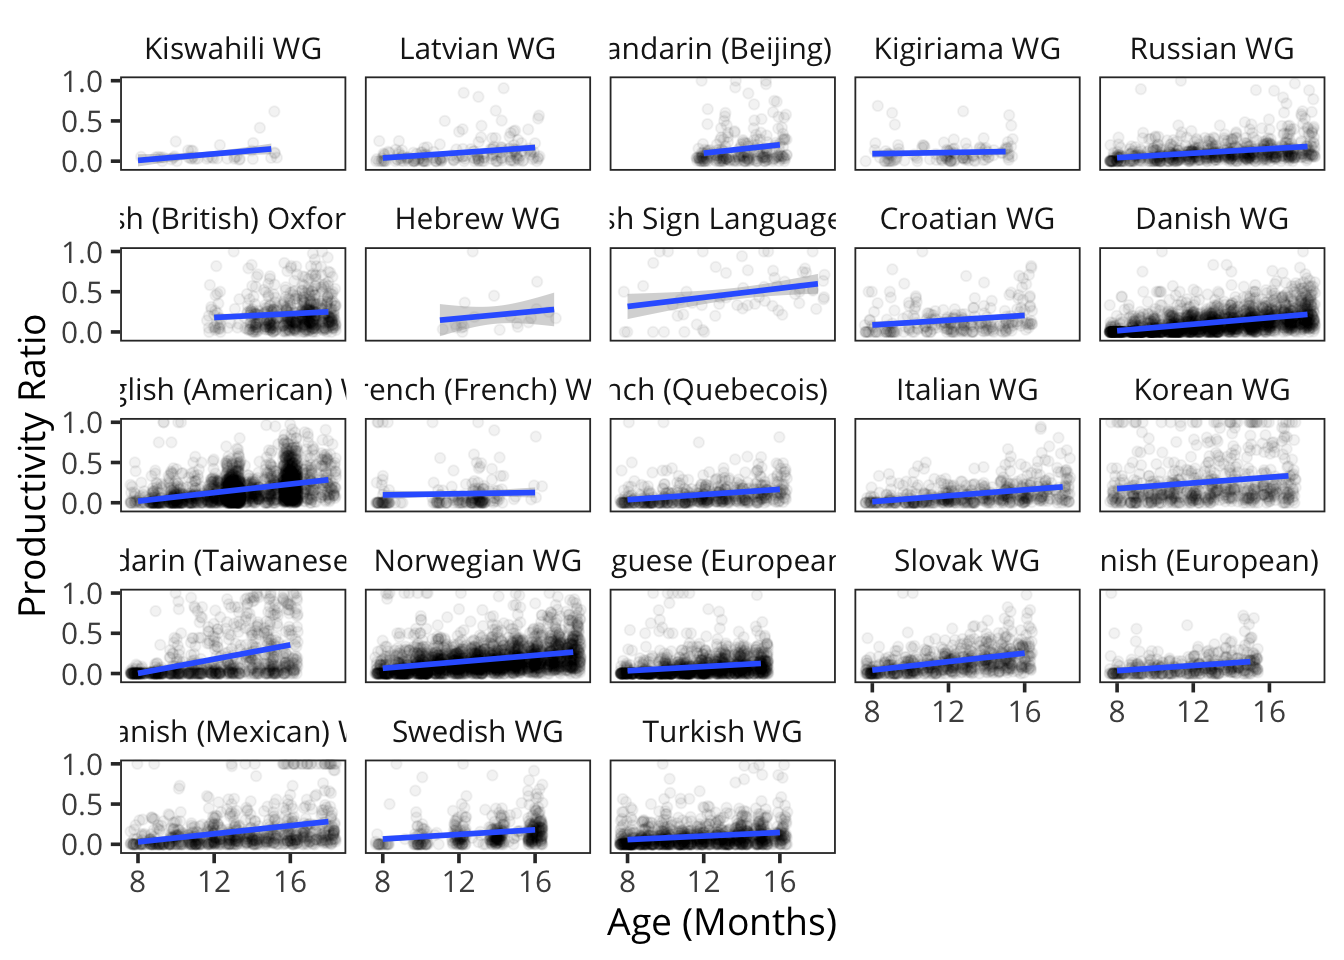 Kiswahili WG
Latvian WG
andarin (Beijing)
Kigiriama WG
Russian WG
1.0
0.5
0.0
sh (British) Oxfor
Hebrew WG
sh Sign Language
Croatian WG
Danish WG
1.0
0.5
0.0
glish (American) W
rench (French) W
nch (Quebecois)
Italian WG
Korean WG
1.0
0.5
0.0
darin (Taiwanese
Norwegian WG
guese (European
Slovak WG
nish (European)
1.0
0.5
0.0
8 12 16
8 12 16
anish (Mexican) W
Swedish WG
Turkish WG
1.0
0.5
0.0
8 12 16
8 12 16
8 12 16
Age (Months)
Productivity Ratio